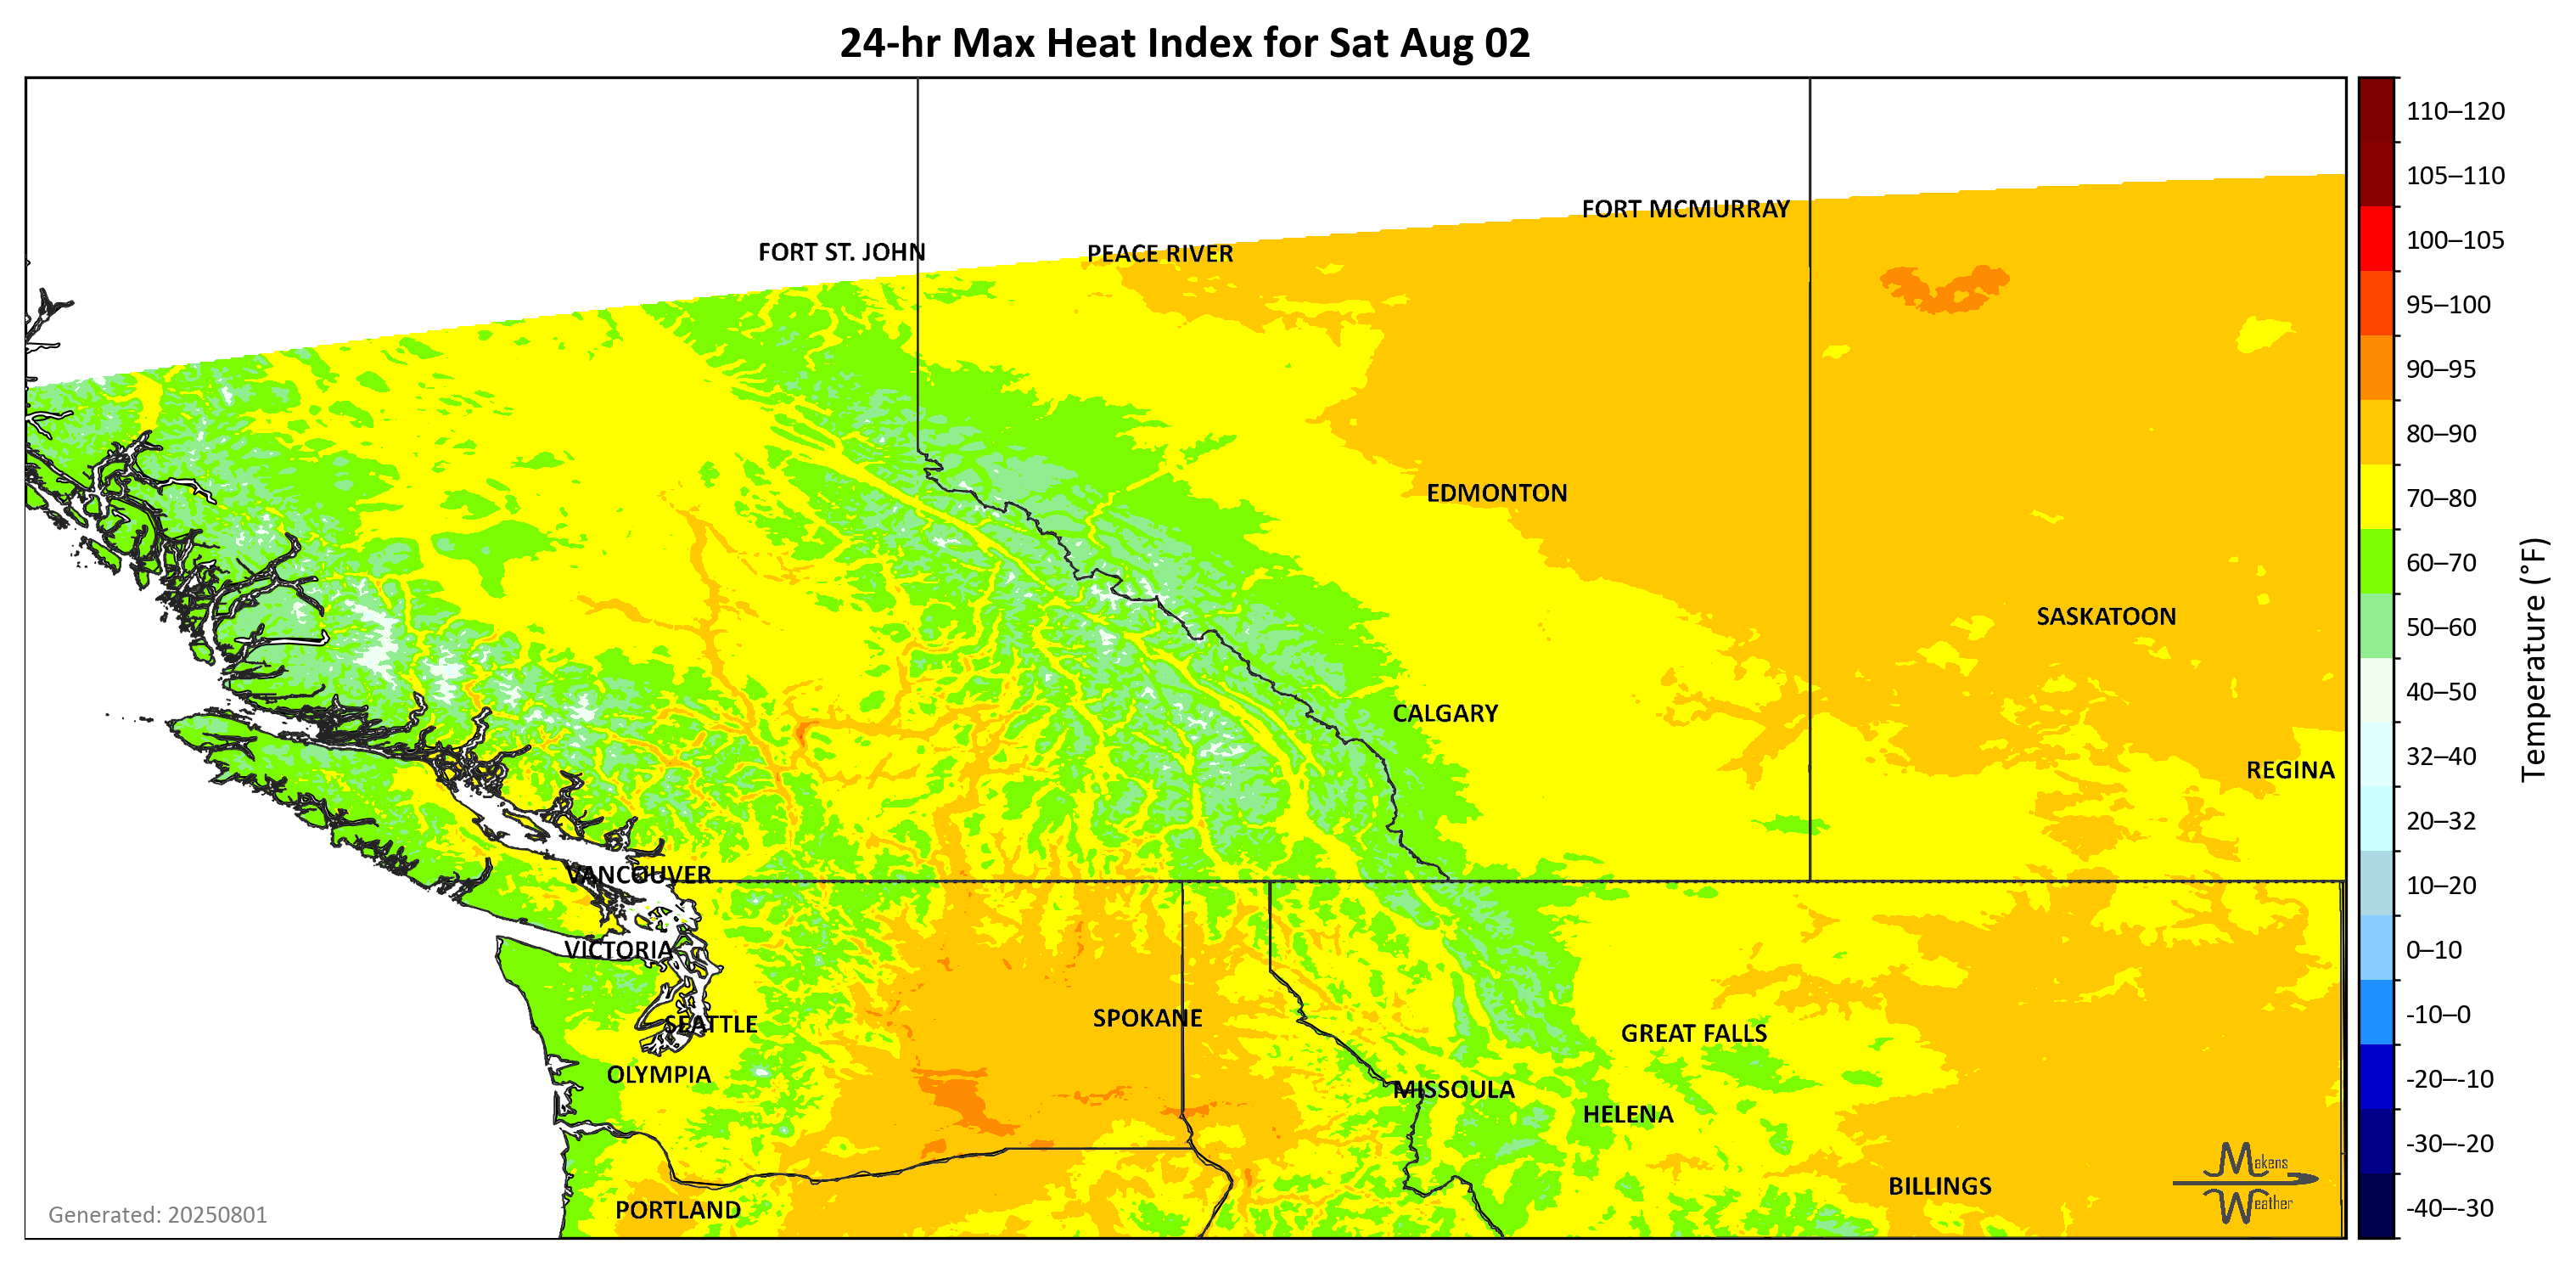 24-hr Max Heat Index for Sat Aug 02
110–120
105–110
100–105
95–100
90–95
80–90
70–80
60–70
50–60
40–50
32–40
20–32
10–20
0–10
-10–0
-20–-10
-30–-20
-40–-30
Temperature (°F)
FORT MCMURRAY
FORT ST. JOHN
PEACE RIVER
EDMONTON
SASKATOON
CALGARY
REGINA
VANCOUVER
VICTORIA
SEATTLE
SPOKANE
GREAT FALLS
OLYMPIA
MISSOULA
HELENA
BILLINGS
PORTLAND
Makens
Weather
Generated: 20250801